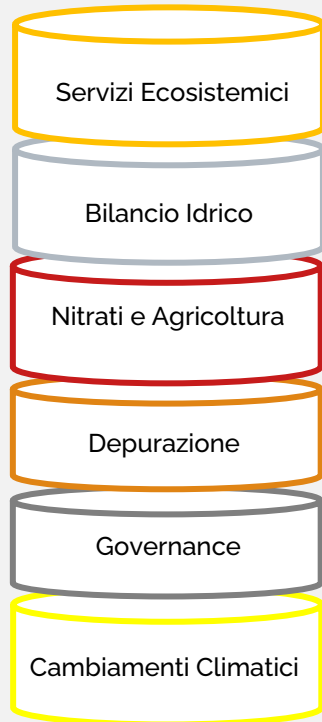 Servizi Ecosistemici
Bilancio Idrico
Nitrati e Agricoltura
Depurazione
Governance
Cambiamenti Climatici